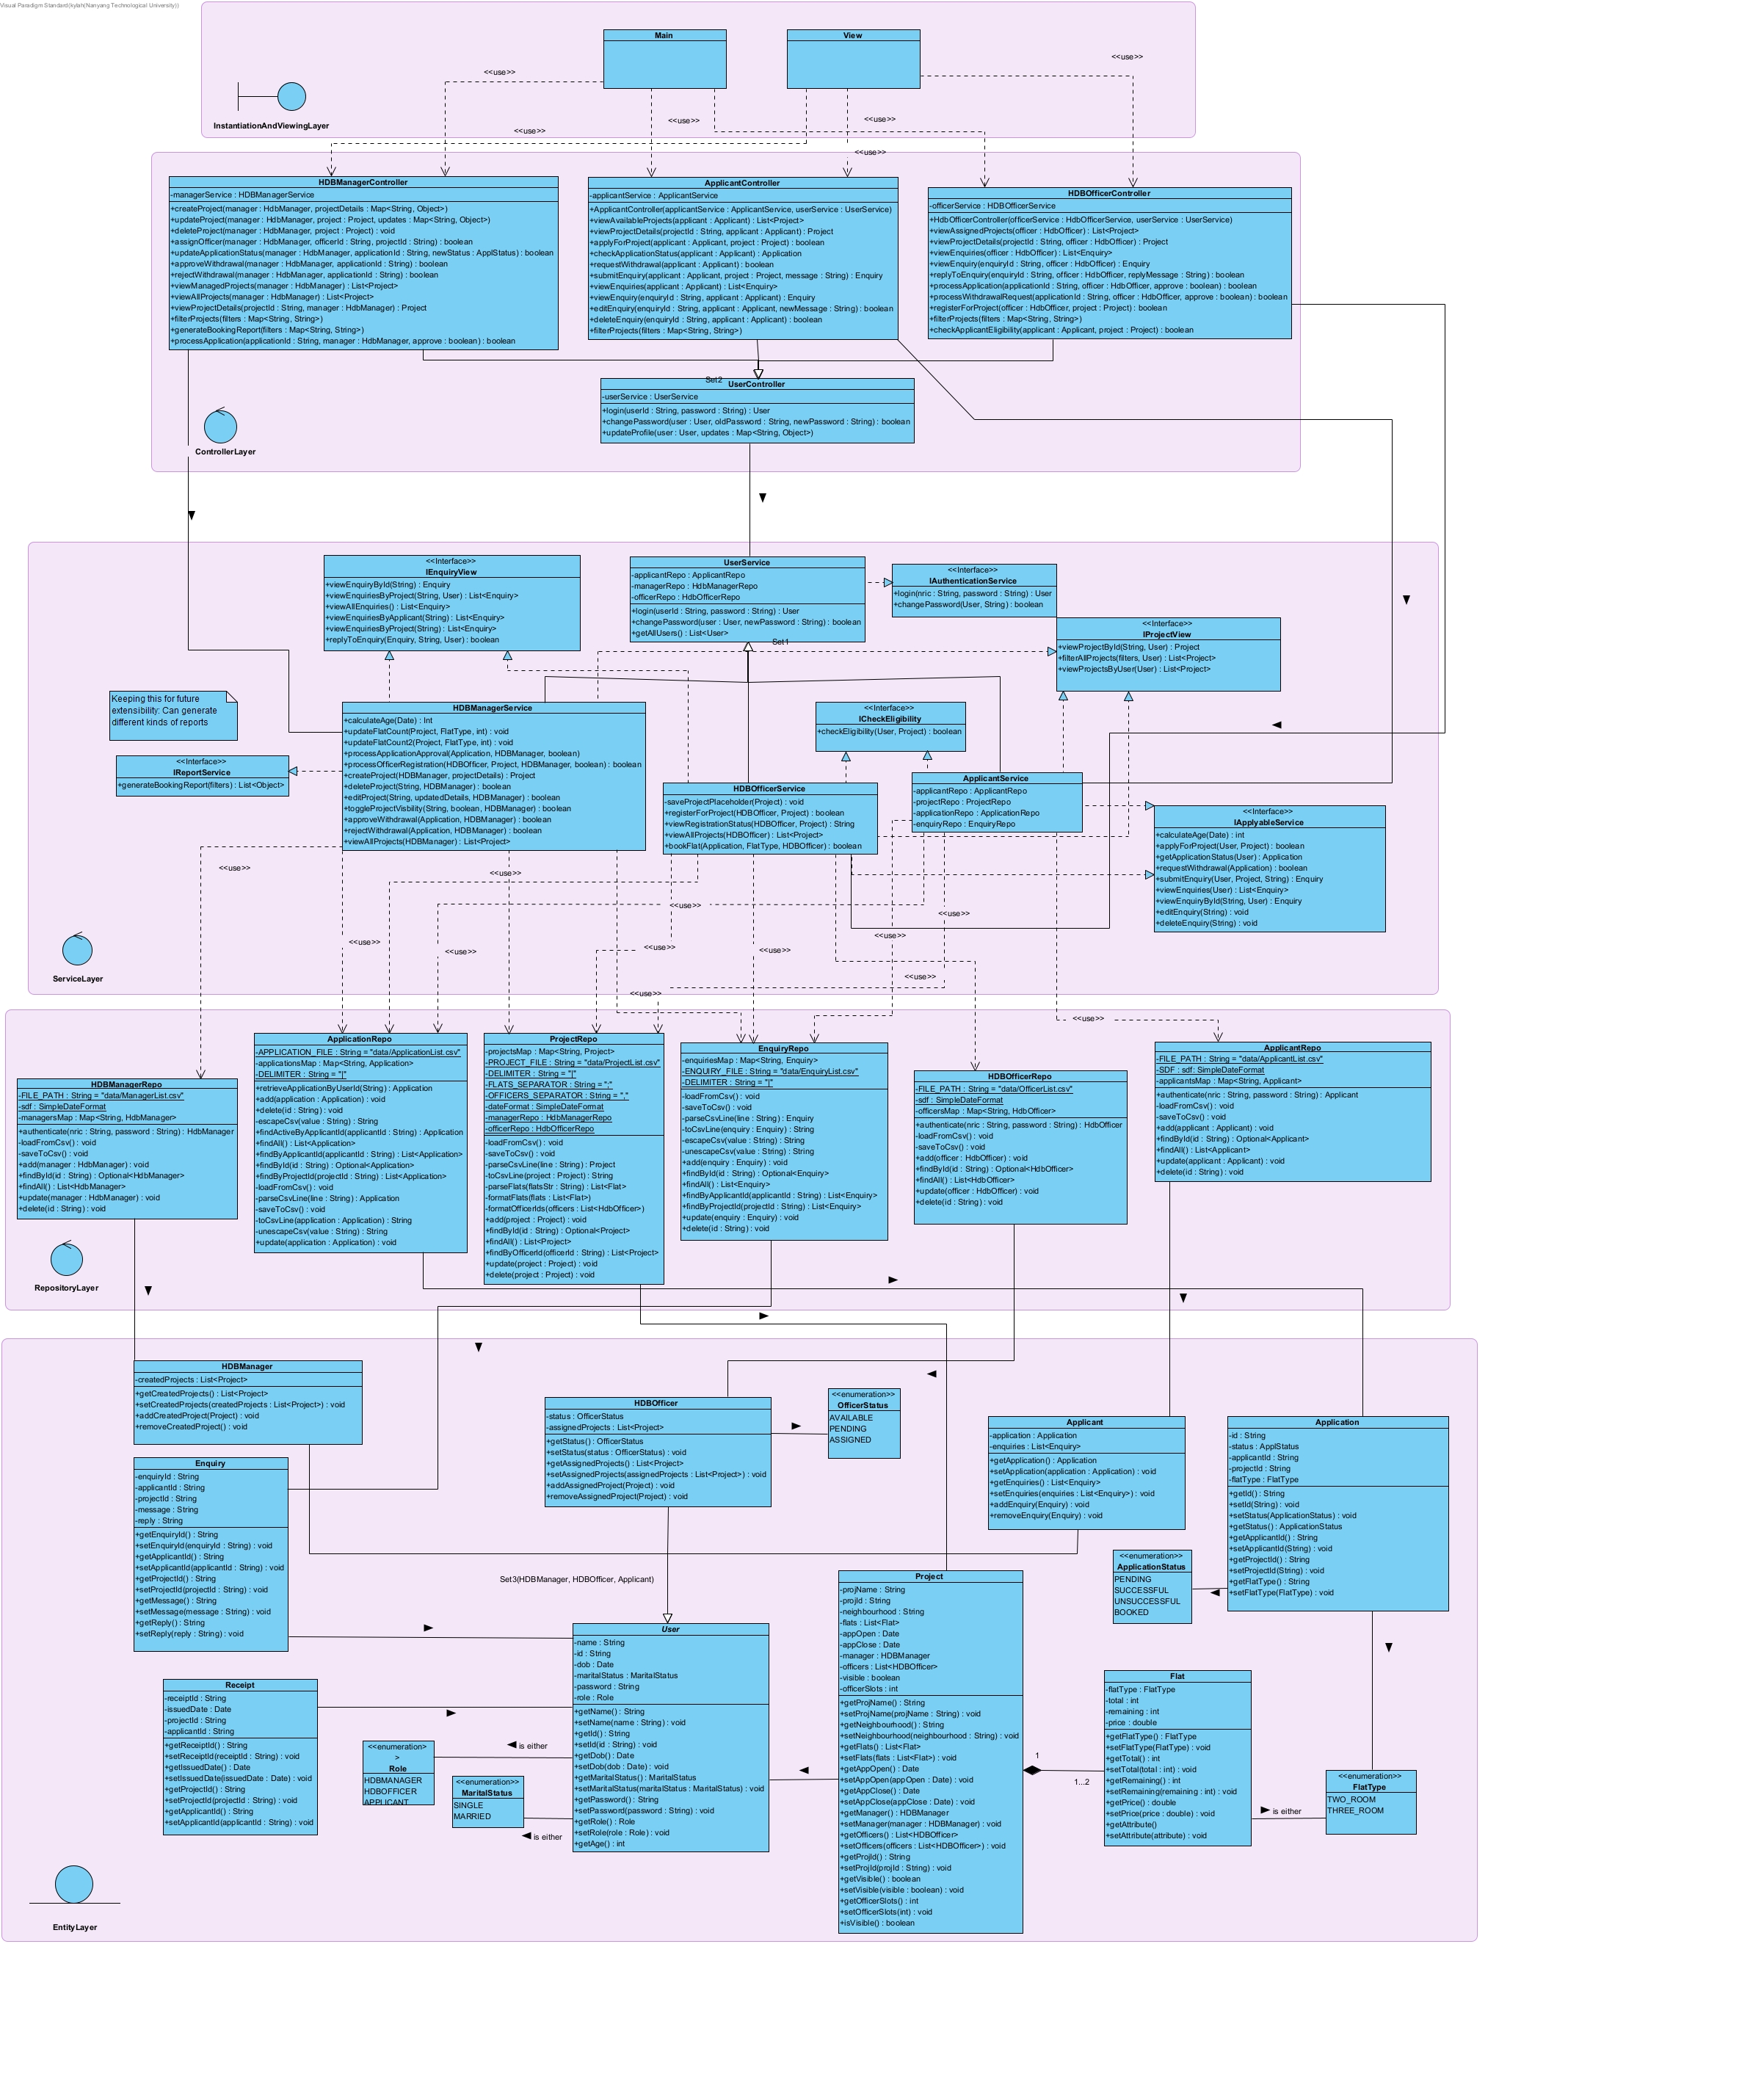 Visual Paradigm Standard(kylah(Nanyang Technological University))
Main
View
<<use>>
<<use>>
<<use>>
<<use>>
<<use>>
<<use>>
InstantiationAndViewingLayer
HDBManagerController
-managerService : HDBManagerService
+createProject(manager : HdbManager, projectDetails : Map<String, Object>)
+updateProject(manager : HdbManager, project : Project, updates : Map<String, Object>)
+deleteProject(manager : HdbManager, project : Project) : void
+assignOfficer(manager : HdbManager, officerId : String, projectId : String) : boolean
+updateApplicationStatus(manager : HdbManager, applicationId : String, newStatus : ApplStatus) : boolean
+approveWithdrawal(manager : HdbManager, applicationId : String) : boolean
+rejectWithdrawal(manager : HdbManager, applicationId : String) : boolean
+viewManagedProjects(manager : HdbManager) : List<Project>
+viewAllProjects(manager : HdbManager) : List<Project>
+viewProjectDetails(projectId : String, manager : HdbManager) : Project
+filterProjects(filters : Map<String, String>)
+generateBookingReport(filters : Map<String, String>)
+processApplication(applicationId : String, manager : HdbManager, approve : boolean) : boolean
ApplicantController
-applicantService : ApplicantService
+ApplicantController(applicantService : ApplicantService, userService : UserService)
+viewAvailableProjects(applicant : Applicant) : List<Project>
+viewProjectDetails(projectId : String, applicant : Applicant) : Project
+applyForProject(applicant : Applicant, project : Project) : boolean
+checkApplicationStatus(applicant : Applicant) : Application
+requestWithdrawal(applicant : Applicant) : boolean
+submitEnquiry(applicant : Applicant, project : Project, message : String) : Enquiry
+viewEnquiries(applicant : Applicant) : List<Enquiry>
+viewEnquiry(enquiryId : String, applicant : Applicant) : Enquiry
+editEnquiry(enquiryId : String, applicant : Applicant, newMessage : String) : boolean
+deleteEnquiry(enquiryId : String, applicant : Applicant) : boolean
+filterProjects(filters : Map<String, String>)
HDBOfficerController
-officerService : HDBOfficerService
+HdbOfficerController(officerService : HdbOfficerService, userService : UserService)
+viewAssignedProjects(officer : HdbOfficer) : List<Project>
+viewProjectDetails(projectId : String, officer : HdbOfficer) : Project
+viewEnquiries(officer : HdbOfficer) : List<Enquiry>
+viewEnquiry(enquiryId : String, officer : HdbOfficer) : Enquiry
+replyToEnquiry(enquiryId : String, officer : HdbOfficer, replyMessage : String) : boolean
+processApplication(applicationId : String, officer : HdbOfficer, approve : boolean) : boolean
+processWithdrawalRequest(applicationId : String, officer : HdbOfficer, approve : boolean) : boolean
+registerForProject(officer : HdbOfficer, project : Project) : boolean
+filterProjects(filters : Map<String, String>)
+checkApplicantEligibility(applicant : Applicant, project : Project) : boolean
Set2
UserController
-userService : UserService
+login(userId : String, password : String) : User
+changePassword(user : User, oldPassword : String, newPassword : String) : boolean
+updateProfile(user : User, updates : Map<String, Object>)
ControllerLayer
<<Interface>>
IEnquiryView
+viewEnquiryById(String) : Enquiry
+viewEnquiriesByProject(String, User) : List<Enquiry>
+viewAllEnquiries() : List<Enquiry>
+viewEnquiriesByApplicant(String) : List<Enquiry>
+viewEnquiriesByProject(String) : List<Enquiry>
+replyToEnquiry(Enquiry, String, User) : boolean
UserService
-applicantRepo : ApplicantRepo
-managerRepo : HdbManagerRepo
-officerRepo : HdbOfficerRepo
+login(userId : String, password : String) : User
+changePassword(user : User, newPassword : String) : boolean
+getAllUsers() : List<User>
<<Interface>>
IAuthenticationService
+login(nric : String, password : String) : User
+changePassword(User, String) : boolean
Set1
<<Interface>>
IProjectView
+viewProjectById(String, User) : Project
+filterAllProjects(filters, User) : List<Project>
+viewProjectsByUser(User) : List<Project>
Keeping this for future
extensibility: Can generate
different kinds of reports
<<Interface>>
IReportService
+generateBookingReport(filters) : List<Object>
HDBManagerService
+calculateAge(Date) : Int
+updateFlatCount(Project, FlatType, int) : void
+updateFlatCount2(Project, FlatType, int) : void
+processApplicationApproval(Application, HDBManager, boolean)
+processOfficerRegistration(HDBOfficer, Project, HDBManager, boolean) : boolean
+createProject(HDBManager, projectDetails) : Project
+deleteProject(String, HDBManager) : boolean
+editProject(String, updatedDetails, HDBManager) : boolean
+toggleProjectVisbility(String, boolean, HDBManager) : boolean
+approveWithdrawal(Application, HDBManager) : boolean
+rejectWithdrawal(Application, HDBManager) : boolean
+viewAllProjects(HDBManager) : List<Project>
<<Interface>>
ICheckEligibility
+checkEligibility(User, Project) : boolean
HDBOfficerService
-saveProjectPlaceholder(Project) : void
+registerForProject(HDBOfficer, Project) : boolean
+viewRegistrationStatus(HDBOfficer, Project) : String
+viewAllProjects(HDBOfficer) : List<Project>
+bookFlat(Application, FlatType, HDBOfficer) : boolean
ApplicantService
-applicantRepo : ApplicantRepo
-projectRepo : ProjectRepo
-applicationRepo : ApplicationRepo
-enquiryRepo : EnquiryRepo
<<Interface>>
IApplyableService
+calculateAge(Date) : int
+applyForProject(User, Project) : boolean
+getApplicationStatus(User) : Application
+requestWithdrawal(Application) : boolean
+submitEnquiry(User, Project, String) : Enquiry
+viewEnquiries(User) : List<Enquiry>
+viewEnquiryById(String, User) : Enquiry
+editEnquiry(String) : void
+deleteEnquiry(String) : void
<<use>>
<<use>>
<<use>>
<<use>>
<<use>>
<<use>>
<<use>>
<<use>>
<<use>>
<<use>>
<<use>>
<<use>>
ServiceLayer
HDBManagerRepo
-FILE_PATH : String = "data/ManagerList.csv"
-sdf : SimpleDateFormat
-managersMap : Map<String, HdbManager>
+authenticate(nric : String, password : String) : HdbManager
-loadFromCsv() : void
-saveToCsv() : void
+add(manager : HdbManager) : void
+findById(id : String) : Optional<HdbManager>
+findAll() : List<HdbManager>
+update(manager : HdbManager) : void
+delete(id : String) : void
ApplicationRepo
-APPLICATION_FILE : String = "data/ApplicationList.csv"
-applicationsMap : Map<String, Application>
-DELIMITER : String = "|"
+retrieveApplicationByUserId(String) : Application
+add(application : Application) : void
+delete(id : String) : void
-escapeCsv(value : String) : String
+findActiveByApplicantId(applicantId : String) : Application
+findAll() : List<Application>
+findByApplicantId(applicantId : String) : List<Application>
+findById(id : String) : Optional<Application>
+findByProjectId(projectId : String) : List<Application>
-loadFromCsv() : void
-parseCsvLine(line : String) : Application
-saveToCsv() : void
-toCsvLine(application : Application) : String
-unescapeCsv(value : String) : String
+update(application : Application) : void
ProjectRepo
-projectsMap : Map<String, Project>
-PROJECT_FILE : String = "data/ProjectList.csv"
-DELIMITER : String = "|"
-FLATS_SEPARATOR : String = ";"
-OFFICERS_SEPARATOR : String = ","
-dateFormat : SimpleDateFormat
-managerRepo : HdbManagerRepo
-officerRepo : HdbOfficerRepo
-loadFromCsv() : void
-saveToCsv() : void
-parseCsvLine(line : String) : Project
-toCsvLine(project : Project) : String
-parseFlats(flatsStr : String) : List<Flat>
-formatFlats(flats : List<Flat>)
-formatOfficerIds(officers : List<HdbOfficer>)
+add(project : Project) : void
+findById(id : String) : Optional<Project>
+findAll() : List<Project>
+findByOfficerId(officerId : String) : List<Project>
+update(project : Project) : void
+delete(project : Project) : void
EnquiryRepo
-enquiriesMap : Map<String, Enquiry>
-ENQUIRY_FILE : String = "data/EnquiryList.csv"
-DELIMITER : String = "|"
-loadFromCsv() : void
-saveToCsv() : void
-parseCsvLine(line : String) : Enquiry
-toCsvLine(enquiry : Enquiry) : String
-escapeCsv(value : String) : String
-unescapeCsv(value : String) : String
+add(enquiry : Enquiry) : void
+findById(id : String) : Optional<Enquiry>
+findAll() : List<Enquiry>
+findByApplicantId(applicantId : String) : List<Enquiry>
+findByProjectId(projectId : String) : List<Enquiry>
+update(enquiry : Enquiry) : void
+delete(id : String) : void
HDBOfficerRepo
-FILE_PATH : String = "data/OfficerList.csv"
-sdf : SimpleDateFormat
-officersMap : Map<String, HdbOfficer>
+authenticate(nric : String, password : String) : HdbOfficer
-loadFromCsv() : void
-saveToCsv() : void
+add(officer : HdbOfficer) : void
+findById(id : String) : Optional<HdbOfficer>
+findAll() : List<HdbOfficer>
+update(officer : HdbOfficer) : void
+delete(id : String) : void
ApplicantRepo
-FILE_PATH : String = "data/ApplicantList.csv"
-SDF : sdf: SimpleDateFormat
-applicantsMap : Map<String, Applicant>
+authenticate(nric : String, password : String) : Applicant
-loadFromCsv() : void
-saveToCsv() : void
+add(applicant : Applicant) : void
+findById(id : String) : Optional<Applicant>
+findAll() : List<Applicant>
+update(applicant : Applicant) : void
+delete(id : String) : void
RepositoryLayer
HDBManager
-createdProjects : List<Project>
+getCreatedProjects() : List<Project>
+setCreatedProjects(createdProjects : List<Project>) : void
+addCreatedProject(Project) : void
+removeCreatedProject() : void
Enquiry
-enquiryId : String
-applicantId : String
-projectId : String
-message : String
-reply : String
+getEnquiryId() : String
+setEnquiryId(enquiryId : String) : void
+getApplicantId() : String
+setApplicantId(applicantId : String) : void
+getProjectId() : String
+setProjectId(projectId : String) : void
+getMessage() : String
+setMessage(message : String) : void
+getReply() : String
+setReply(reply : String) : void
HDBOfficer
-status : OfficerStatus
-assignedProjects : List<Project>
+getStatus() : OfficerStatus
+setStatus(status : OfficerStatus) : void
+getAssignedProjects() : List<Project>
+setAssignedProjects(assignedProjects : List<Project>) : void
+addAssignedProject(Project) : void
+removeAssignedProject(Project) : void
<<enumeration>>
OfficerStatus
AVAILABLE
PENDING
ASSIGNED
Applicant
-application : Application
-enquiries : List<Enquiry>
+getApplication() : Application
+setApplication(application : Application) : void
+getEnquiries() : List<Enquiry>
+setEnquiries(enquiries : List<Enquiry>) : void
+addEnquiry(Enquiry) : void
+removeEnquiry(Enquiry) : void
Application
-id : String
-status : ApplStatus
-applicantId : String
-projectId : String
-flatType : FlatType
+getId() : String
+setId(String) : void
+setStatus(ApplicationStatus) : void
+getStatus() : ApplicationStatus
+getApplicantId() : String
+setApplicantId(String) : void
+getProjectId() : String
+setProjectId(String) : void
+getFlatType() : String
+setFlatType(FlatType) : void
<<enumeration>>
ApplicationStatus
PENDING
SUCCESSFUL
UNSUCCESSFUL
BOOKED
Set3(HDBManager, HDBOfficer, Applicant)
Receipt
-receiptId : String
-issuedDate : Date
-projectId : String
-applicantId : String
+getReceiptId() : String
+setReceiptId(receiptId : String) : void
+getIssuedDate() : Date
+setIssuedDate(issuedDate : Date) : void
+getProjectId() : String
+setProjectId(projectId : String) : void
+getApplicantId() : String
+setApplicantId(applicantId : String) : void
<<enumeration>
>
Role
HDBMANAGER
HDBOFFICER
APPLICANT
is either
<<enumeration>>
MaritalStatus
SINGLE
MARRIED
is either
User
-name : String
-id : String
-dob : Date
-maritalStatus : MaritalStatus
-password : String
-role : Role
+getName() : String
+setName(name : String) : void
+getId() : String
+setId(id : String) : void
+getDob() : Date
+setDob(dob : Date) : void
+getMaritalStatus() : MaritalStatus
+setMaritalStatus(maritalStatus : MaritalStatus) : void
+getPassword() : String
+setPassword(password : String) : void
+getRole() : Role
+setRole(role : Role) : void
+getAge() : int
Project
-projName : String
-projId : String
-neighbourhood : String
-flats : List<Flat>
-appOpen : Date
-appClose : Date
-manager : HDBManager
-officers : List<HDBOfficer>
-visible : boolean
-officerSlots : int
+getProjName() : String
+setProjName(projName : String) : void
+getNeighbourhood() : String
+setNeighbourhood(neighbourhood : String) : void
+getFlats() : List<Flat>
+setFlats(flats : List<Flat>) : void
+getAppOpen() : Date
+setAppOpen(appOpen : Date) : void
+getAppClose() : Date
+setAppClose(appClose : Date) : void
+getManager() : HDBManager
+setManager(manager : HDBManager) : void
+getOfficers() : List<HDBOfficer>
+setOfficers(officers : List<HDBOfficer>) : void
+getProjId() : String
+setProjId(projId : String) : void
+getVisible() : boolean
+setVisible(visible : boolean) : void
+getOfficerSlots() : int
+setOfficerSlots(int) : void
+isVisible() : boolean
1
1...2
Flat
-flatType : FlatType
-total : int
-remaining : int
-price : double
+getFlatType() : FlatType
+setFlatType(FlatType) : void
+getTotal() : int
+setTotal(total : int) : void
+getRemaining() : int
+setRemaining(remaining : int) : void
+getPrice() : double
+setPrice(price : double) : void
+getAttribute()
+setAttribute(attribute) : void
is either
<<enumeration>>
FlatType
TWO_ROOM
THREE_ROOM
EntityLayer